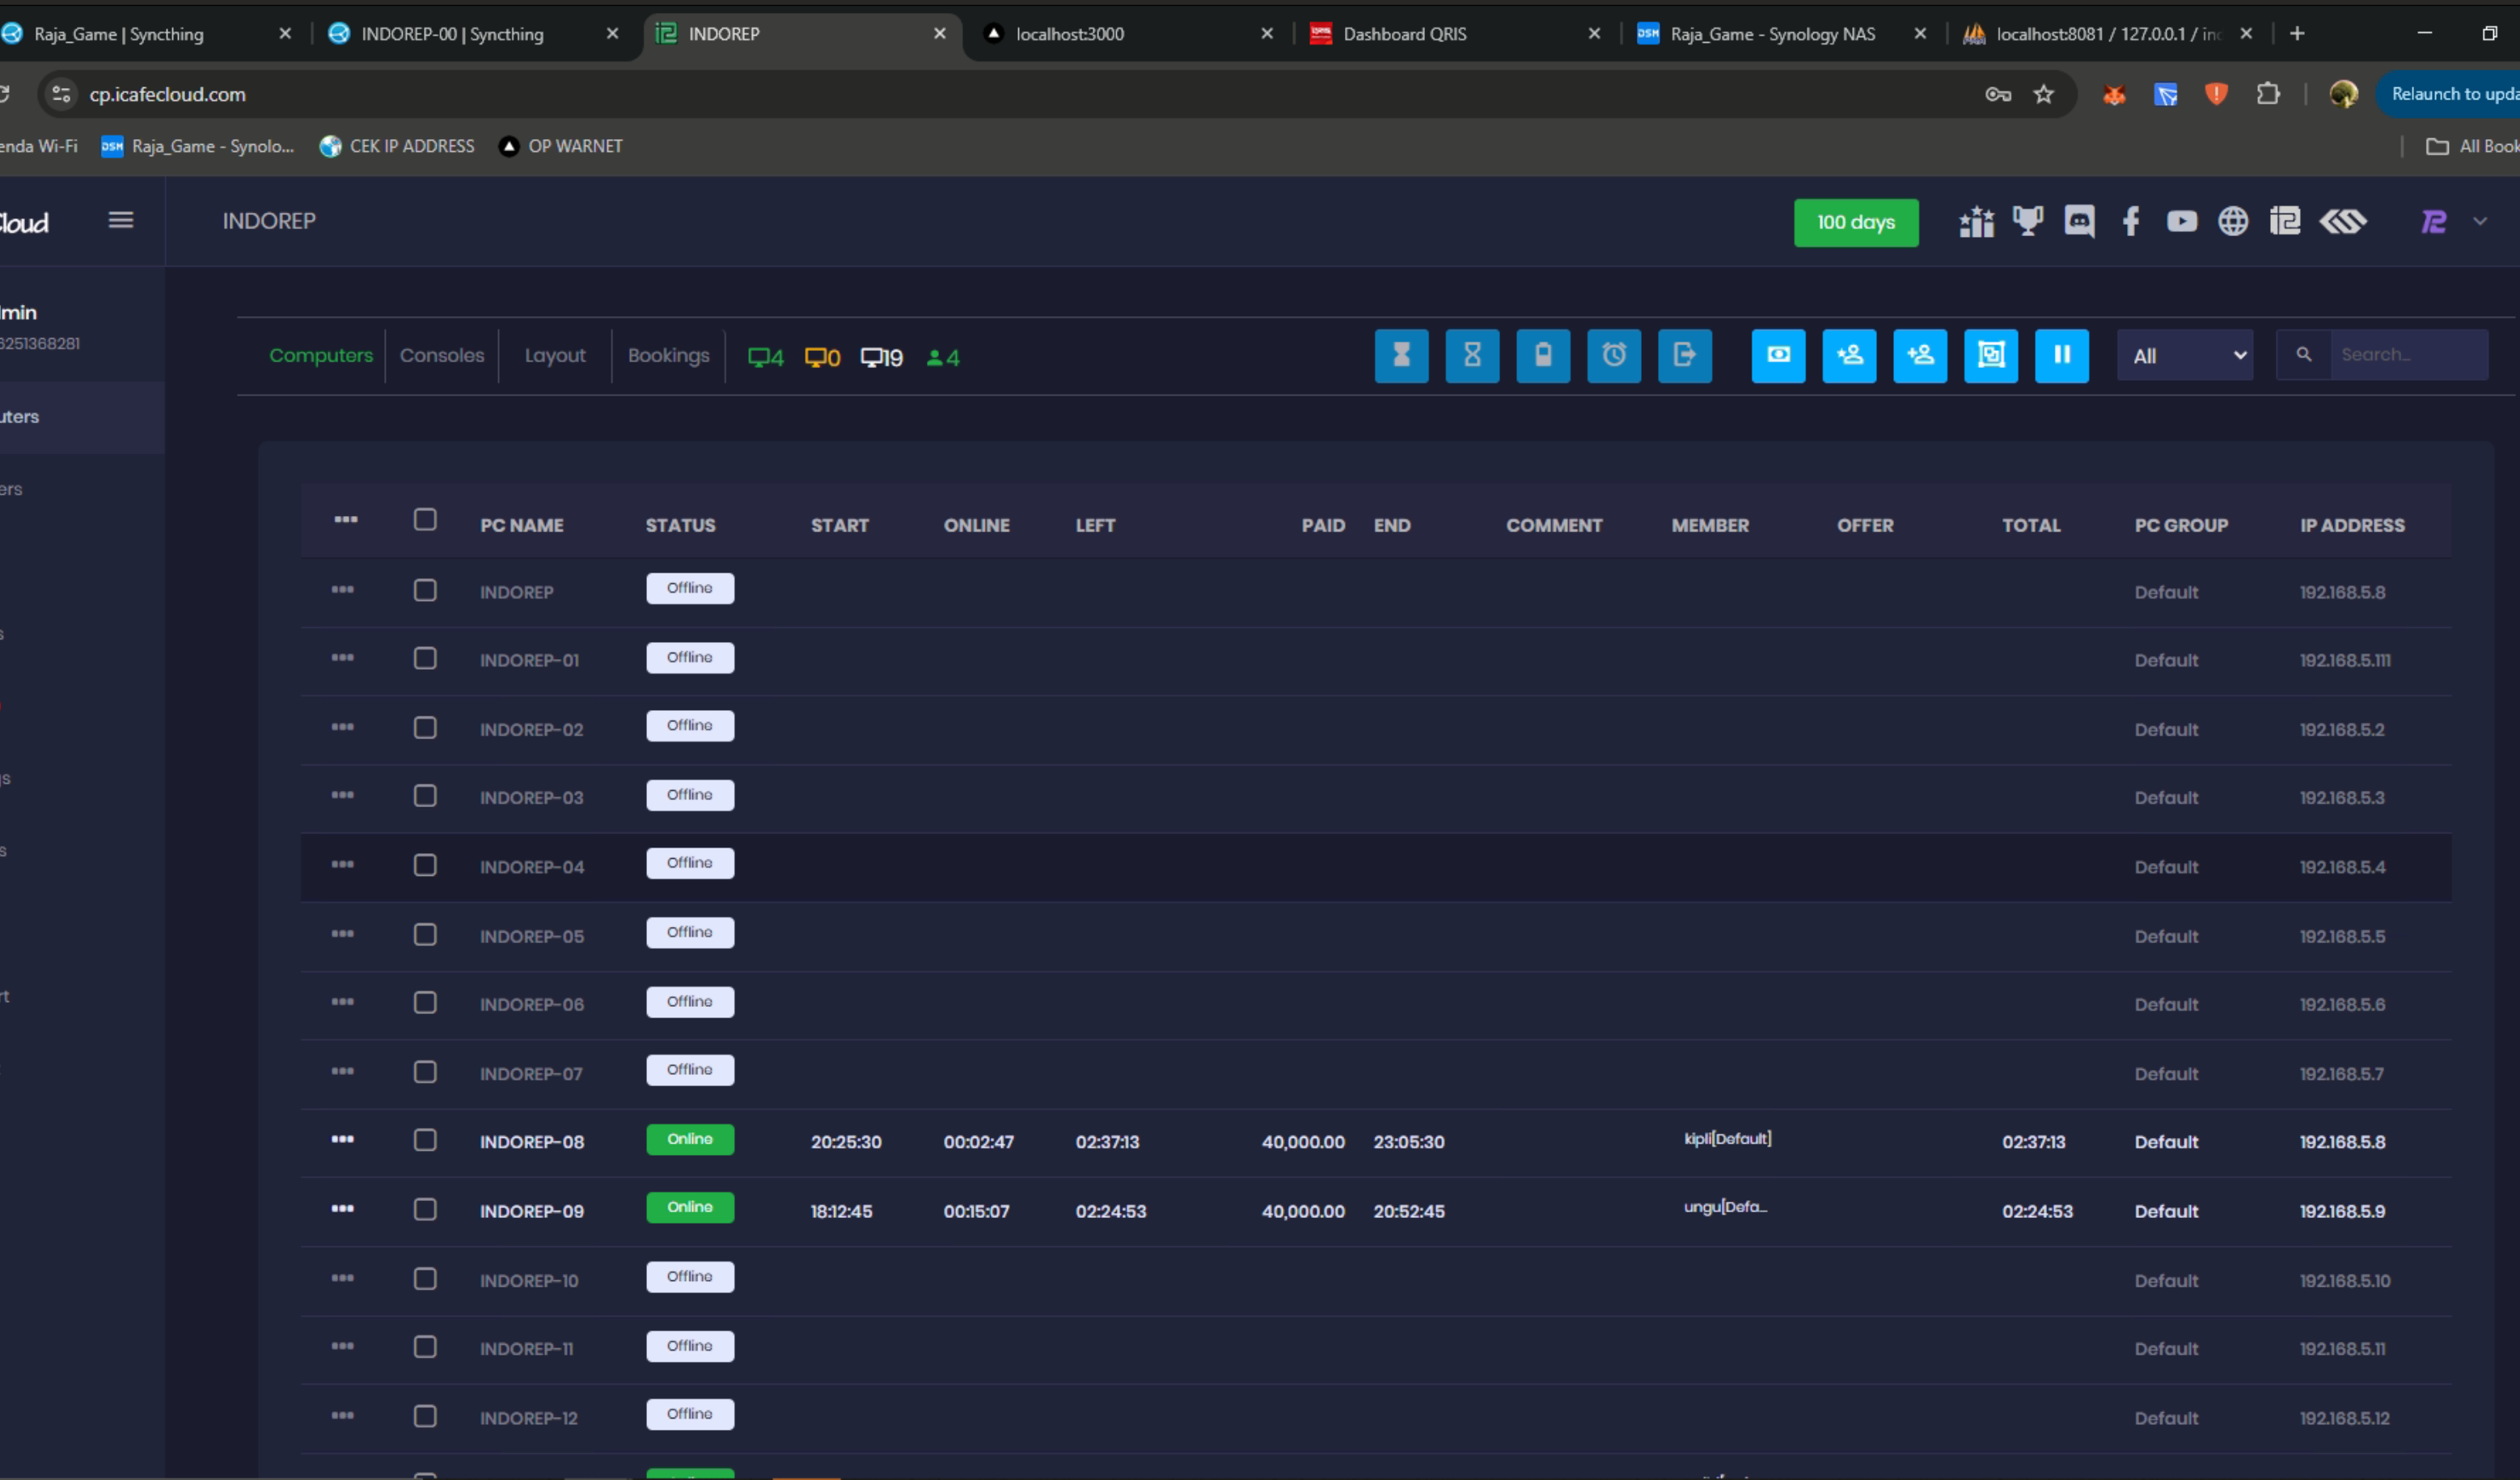 Raja_Game | Syncthing INDOREP-00 | Syncthing INDOREP localhost:3000 Dashboard QRIS Raja_Game - Synology NAS localhost:8081 / 127.0.0.1 / in
cp.icafecloud.com Relaunch to upda
enda Wi-Fi Raja_Game - Synolo... CEK IP ADDRESS OP WARNET All Book
Cloud INDOREP 100 days
min
6251368281
Computers Consoles Layout Bookings 4 0 19 4 All Search...
uters
ers
s
gs
s
rt
PC NAME STATUS START ONLINE LEFT PAID END COMMENT MEMBER OFFER TOTAL PC GROUP IP ADDRESS
INDOREP Offline Default 192.168.5.8
INDOREP-01 Offline Default 192.168.5.111
INDOREP-02 Offline Default 192.168.5.2
INDOREP-03 Offline Default 192.168.5.3
INDOREP-04 Offline Default 192.168.5.4
INDOREP-05 Offline Default 192.168.5.5
INDOREP-06 Offline Default 192.168.5.6
INDOREP-07 Offline Default 192.168.5.7
INDOREP-08 Online 20:25:30 00:02:47 02:37:13 40,000.00 23:05:30 kipli[Default] 02:37:13 Default 192.168.5.8
INDOREP-09 Online 18:12:45 00:15:07 02:24:53 40,000.00 20:52:45 ungu[Defa... 02:24:53 Default 192.168.5.9
INDOREP-10 Offline Default 192.168.5.10
INDOREP-11 Offline Default 192.168.5.11
INDOREP-12 Offline Default 192.168.5.12